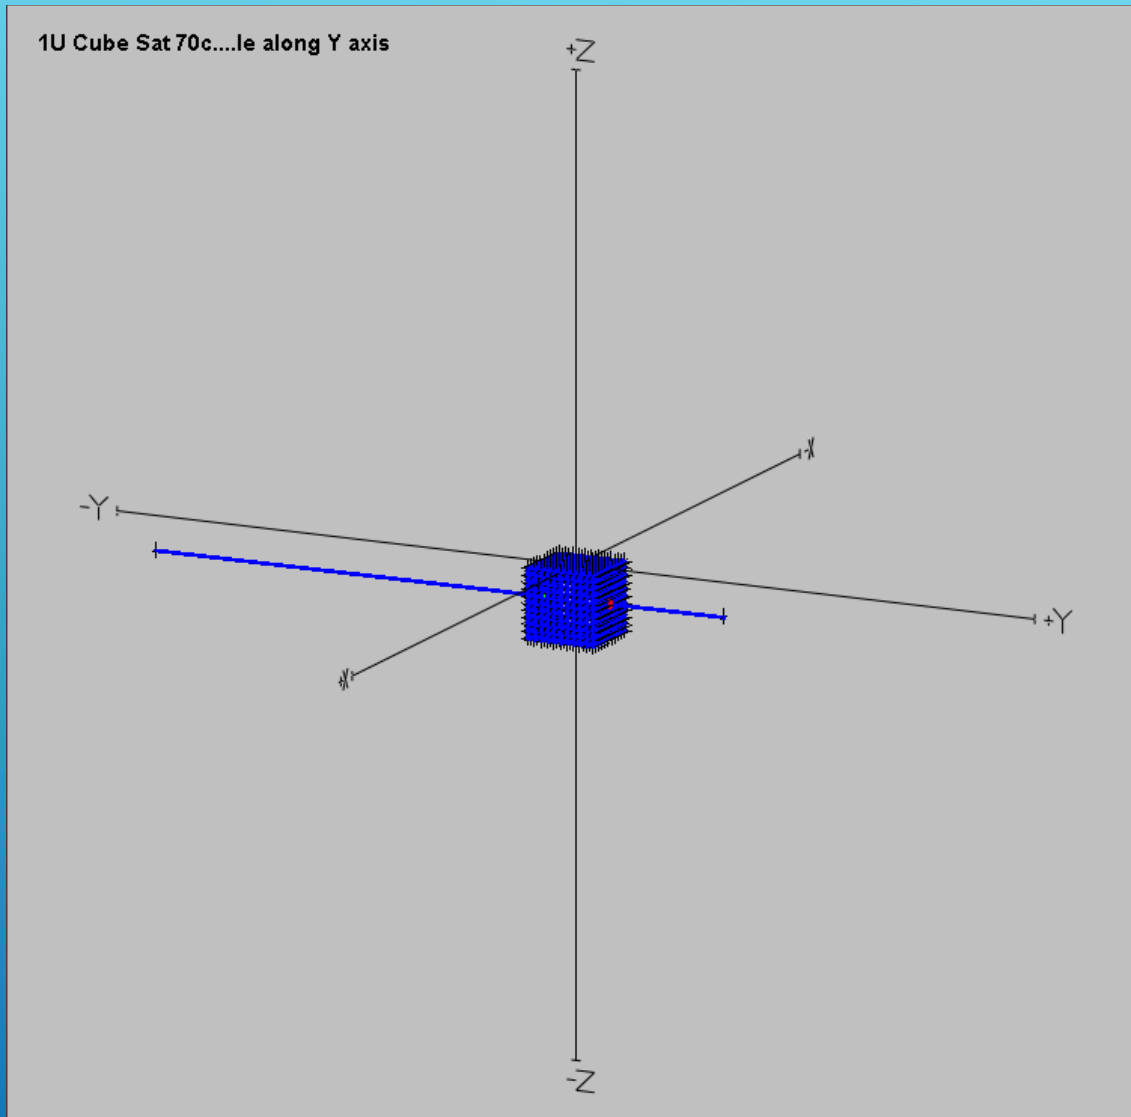 1U Cube Sat 70c....le along Y axis
+Z
-X
-Y
+Y
+X
-Z